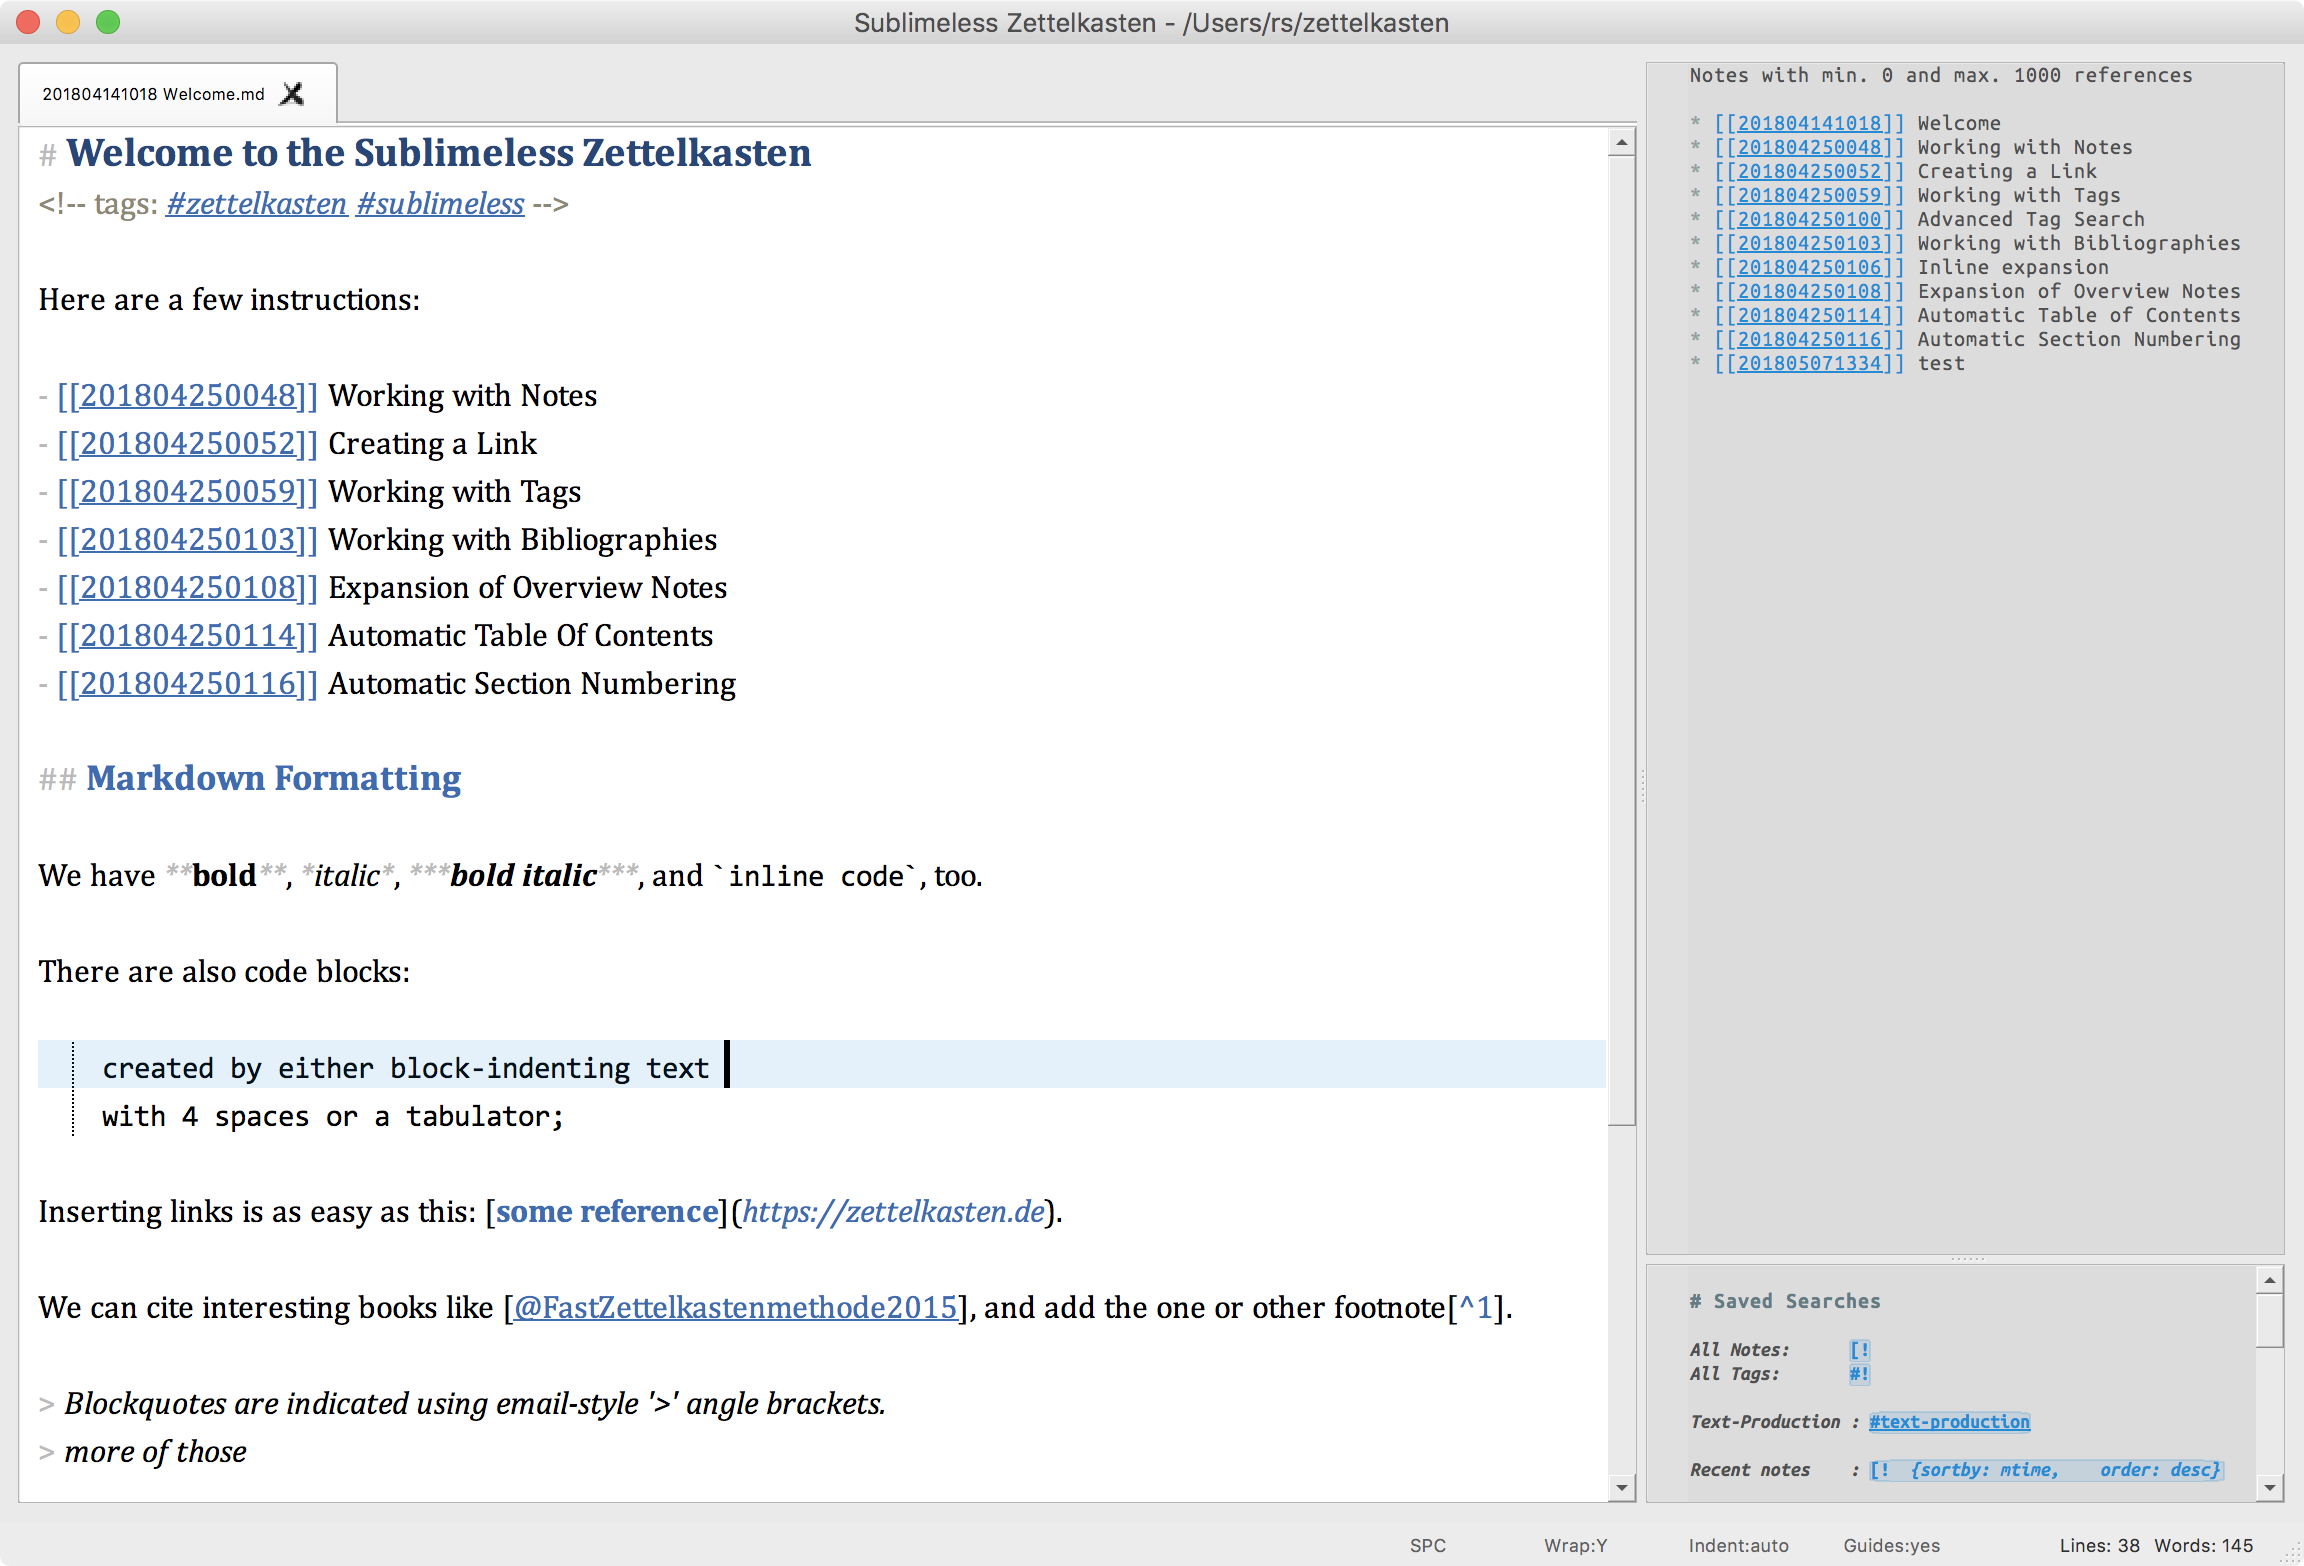 Sublimeless Zettelkasten - /Users/rs/zettelkasten
201804141018 Welcome.md
# Welcome to the Sublimeless Zettelkasten
<!-- tags: #zettelkasten #sublimeless -->
Here are a few instructions:
- [[201804250048]] Working with Notes
- [[201804250052]] Creating a Link
- [[201804250059]] Working with Tags
- [[201804250103]] Working with Bibliographies
- [[201804250108]] Expansion of Overview Notes
- [[201804250114]] Automatic Table Of Contents
- [[201804250116]] Automatic Section Numbering
## Markdown Formatting
We have **bold**, *italic*, ***bold italic***, and `inline code`, too.
There are also code blocks:
created by either block-indenting text
with 4 spaces or a tabulator;
Inserting links is as easy as this: [some reference](https://zettelkasten.de).
We can cite interesting books like [@FastZettelkastenmethode2015], and add the one or other footnote[^1].
> Blockquotes are indicated using email-style '>' angle brackets.
> more of those
Notes with min. 0 and max. 1000 references
* [[201804141018]] Welcome
* [[201804250048]] Working with Notes
* [[201804250052]] Creating a Link
* [[201804250059]] Working with Tags
* [[201804250100]] Advanced Tag Search
* [[201804250103]] Working with Bibliographies
* [[201804250106]] Inline expansion
* [[201804250108]] Expansion of Overview Notes
* [[201804250114]] Automatic Table of Contents
* [[201804250116]] Automatic Section Numbering
* [[201805071334]] test
# Saved Searches
All Notes: [!
All Tags: #!
Text-Production : #text-production
Recent notes : [! {sortby: mtime, order: desc}
SPC Wrap:Y Indent:auto Guides:yes Lines: 38 Words: 145